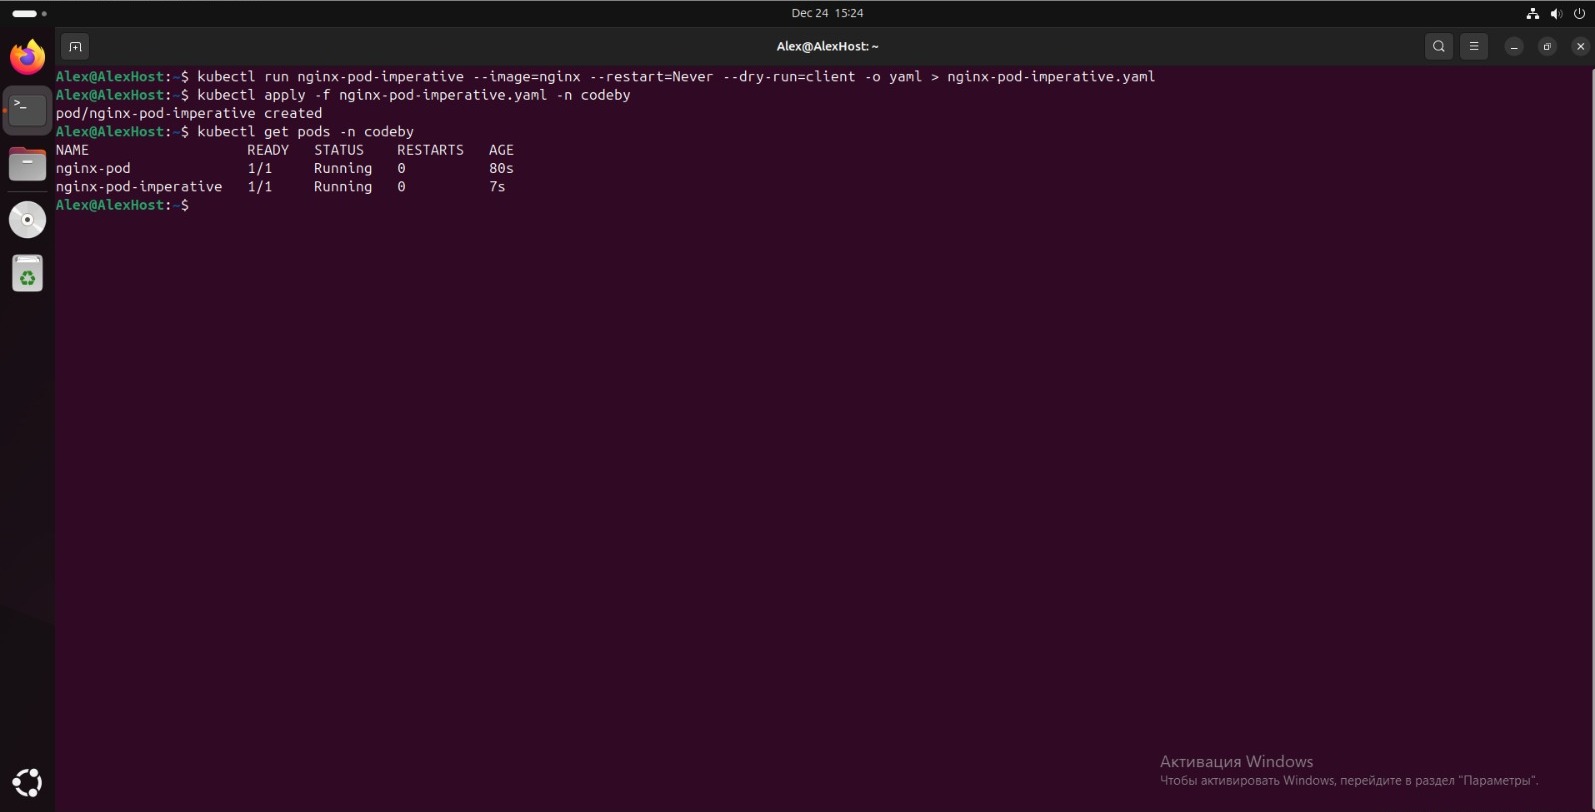 Dec 24 15:24
Alex@AlexHost: ~
Alex@AlexHost:~$ kubectl run nginx-pod-imperative --image=nginx --restart=Never --dry-run=client -o yaml > nginx-pod-imperative.yaml
Alex@AlexHost:~$ kubectl apply -f nginx-pod-imperative.yaml -n codeby
pod/nginx-pod-imperative created
Alex@AlexHost:~$ kubectl get pods -n codeby
NAME                   READY   STATUS    RESTARTS   AGE
nginx-pod              1/1     Running   0          80s
nginx-pod-imperative   1/1     Running   0          7s
Alex@AlexHost:~$
Активация Windows
Чтобы активировать Windows, перейдите в раздел "Параметры".